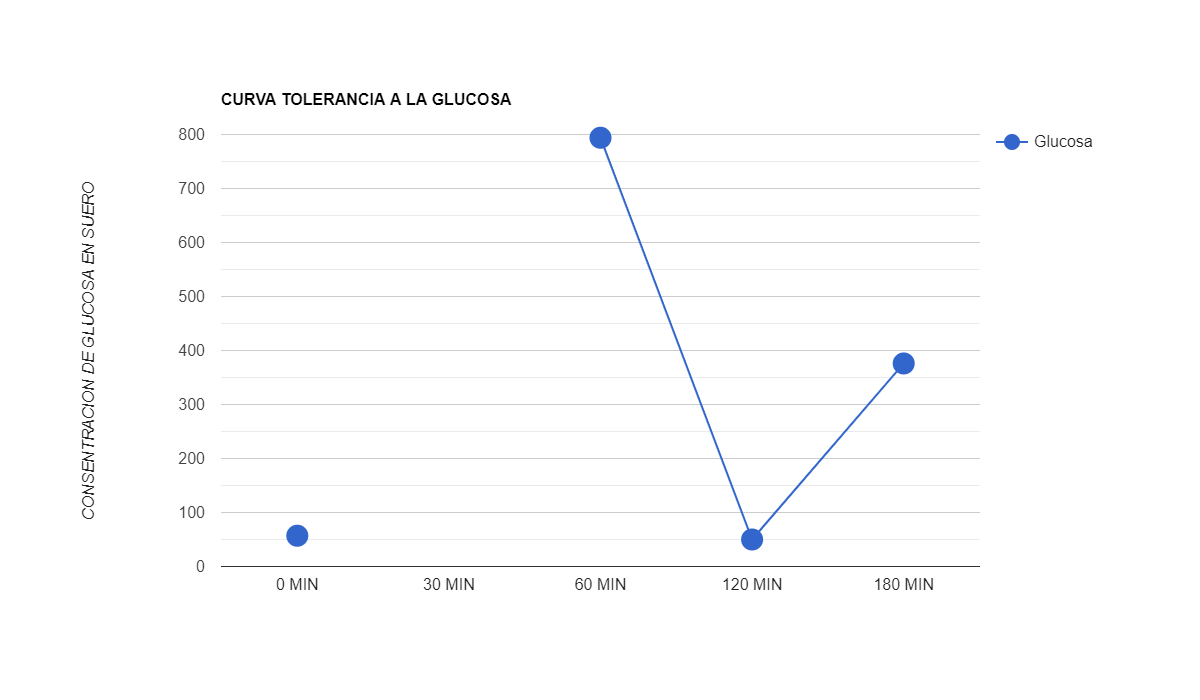 CURVA TOLERANCIA A LA GLUCOSA
Glucosa
CONSENTRACION DE GLUCOSA EN SUERO
800
700
600
500
400
300
200
100
0
0 MIN
30 MIN
60 MIN
120 MIN
180 MIN